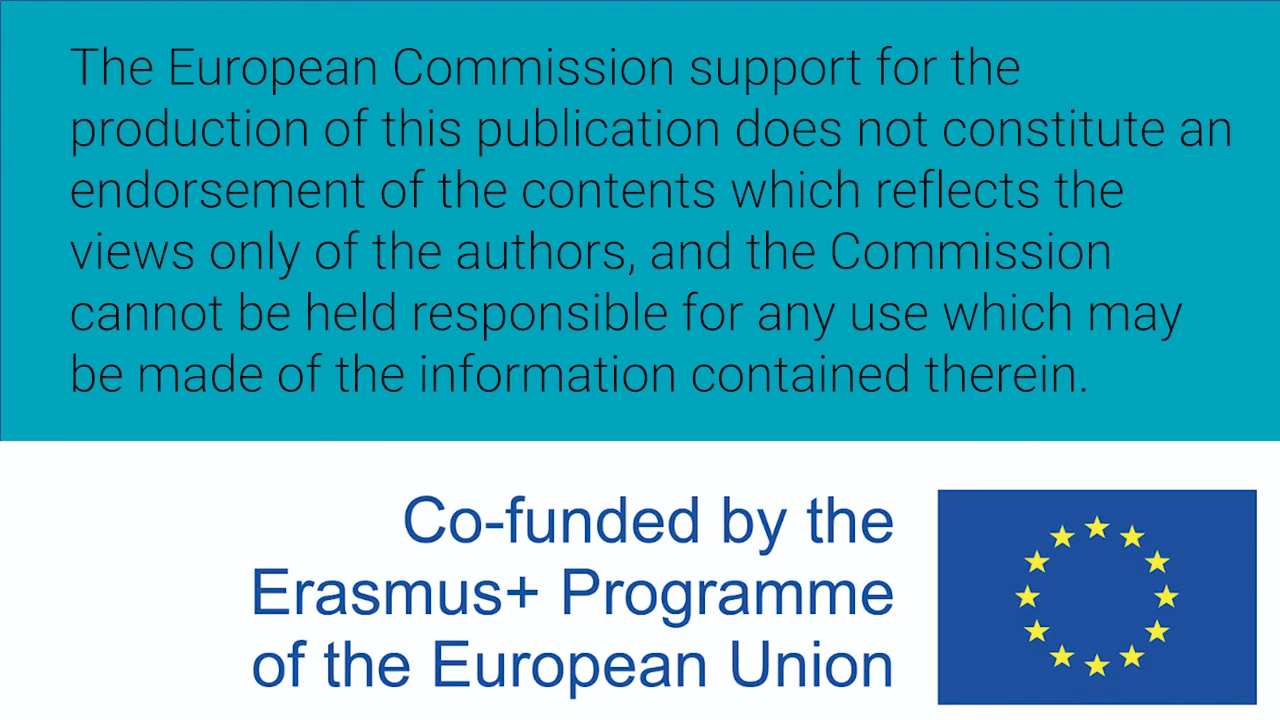 The European Commission support for the
production of this publication does not constitute an
endorsement of the contents which reflects the
views only of the authors, and the Commission
cannot be held responsible for any use which may
be made of the information contained therein.
Co-funded by the
Erasmus+ Programme
of the European Union